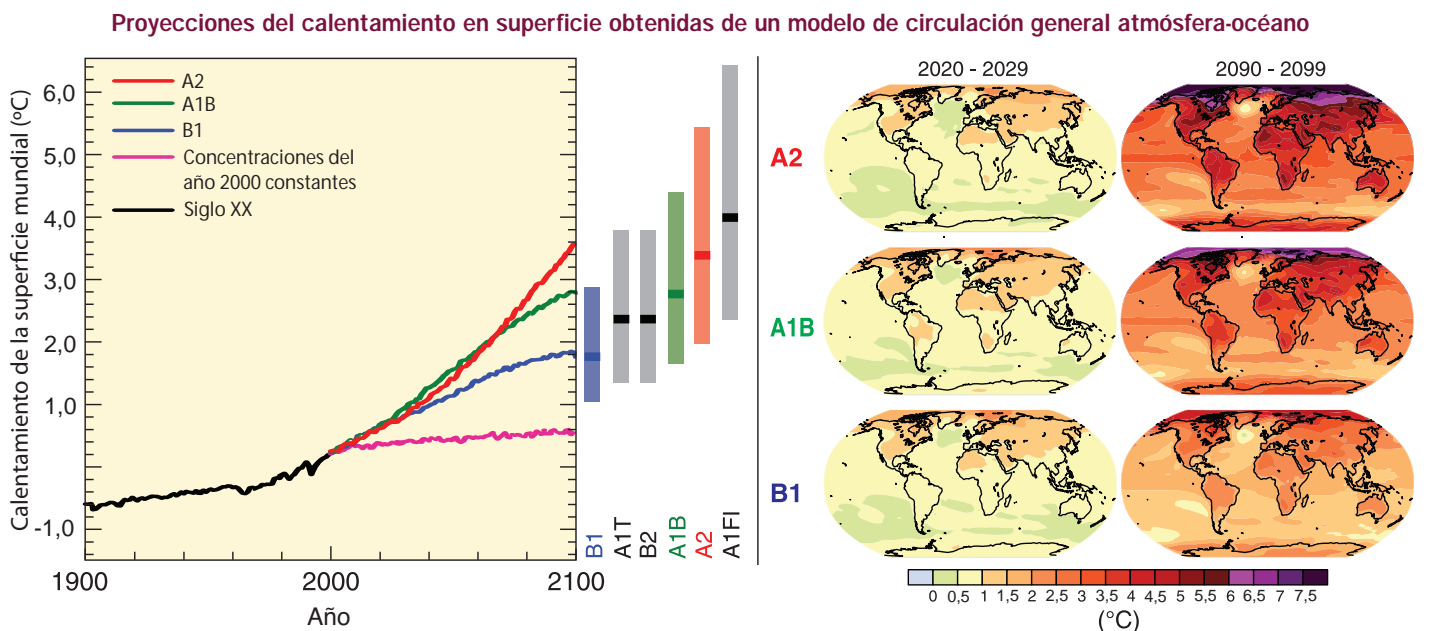 Proyecciones del calentamiento en superficie obtenidas de un modelo de circulación general atmósfera-océano
Calentamiento de la superficie mundial (ºC)
6,0
5,0
4,0
3,0
2,0
1,0
-1,0
A2
A1B
B1
Concentraciones del
año 2000 constantes
Siglo XX
1900
2000
2100
Año
B1
A1T
B2
A1B
A2
A1FI
2020 - 2029
2090 - 2099
A2
A1B
B1
0 0,5 1 1,5 2 2,5 3 3,5 4 4,5 5 5,5 6 6,5 7 7,5
(°C)